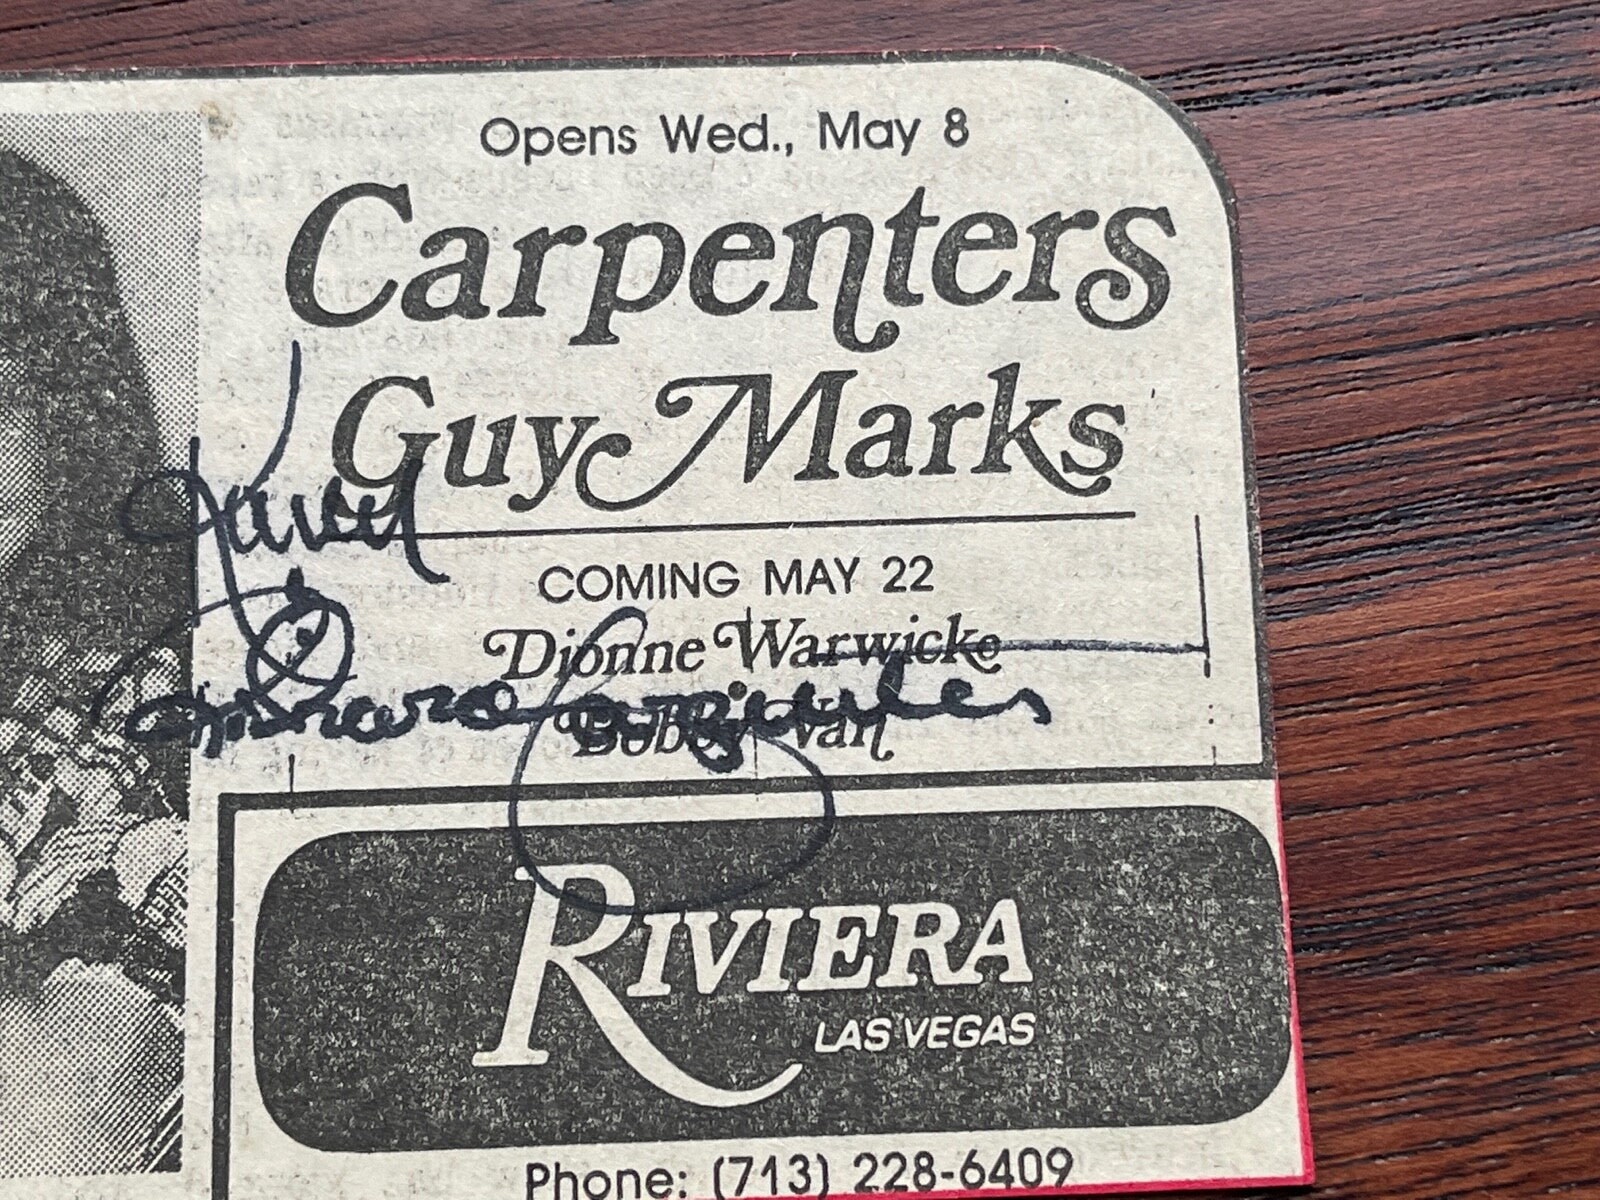 Opens Wed., May 8
Carpenters
Guy Marks
COMING MAY 22
Dionne Warwicke
Bobby Van
RIVIERA
LAS VEGAS
Phone: (713) 228-6409